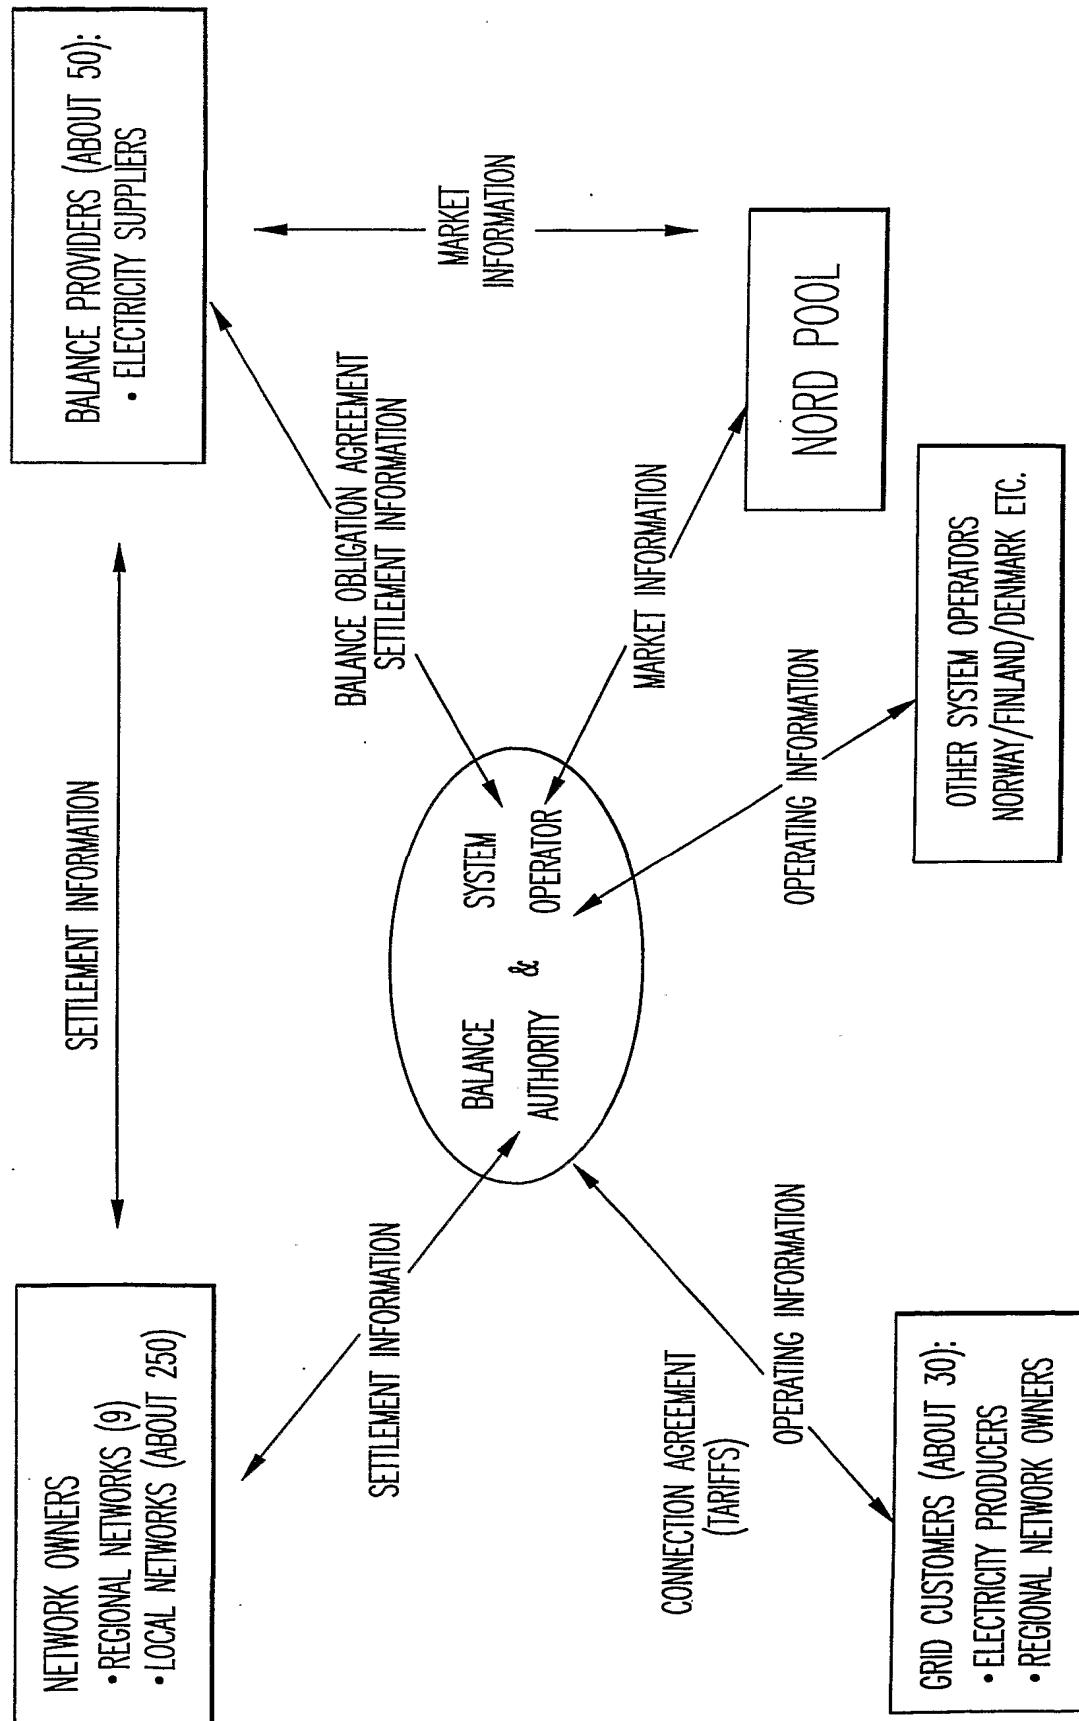 NETWORK OWNERS
• REGIONAL NETWORKS (9)
• LOCAL NETWORKS (ABOUT 250)
SETTLEMENT INFORMATION
BALANCE PROVIDERS (ABOUT 50):
• ELECTRICITY SUPPLIERS
SETTLEMENT INFORMATION
BALANCE OBLIGATION AGREEMENT
SETTLEMENT INFORMATION
MARKET
INFORMATION
BALANCE SYSTEM
AUTHORITY & OPERATOR
MARKET INFORMATION
NORD POOL
CONNECTION AGREEMENT
(TARIFFS)
OPERATING INFORMATION
OPERATING INFORMATION
GRID CUSTOMERS (ABOUT 30):
• ELECTRICITY PRODUCERS
• REGIONAL NETWORK OWNERS
OTHER SYSTEM OPERATORS
NORWAY/FINLAND/DENMARK ETC.